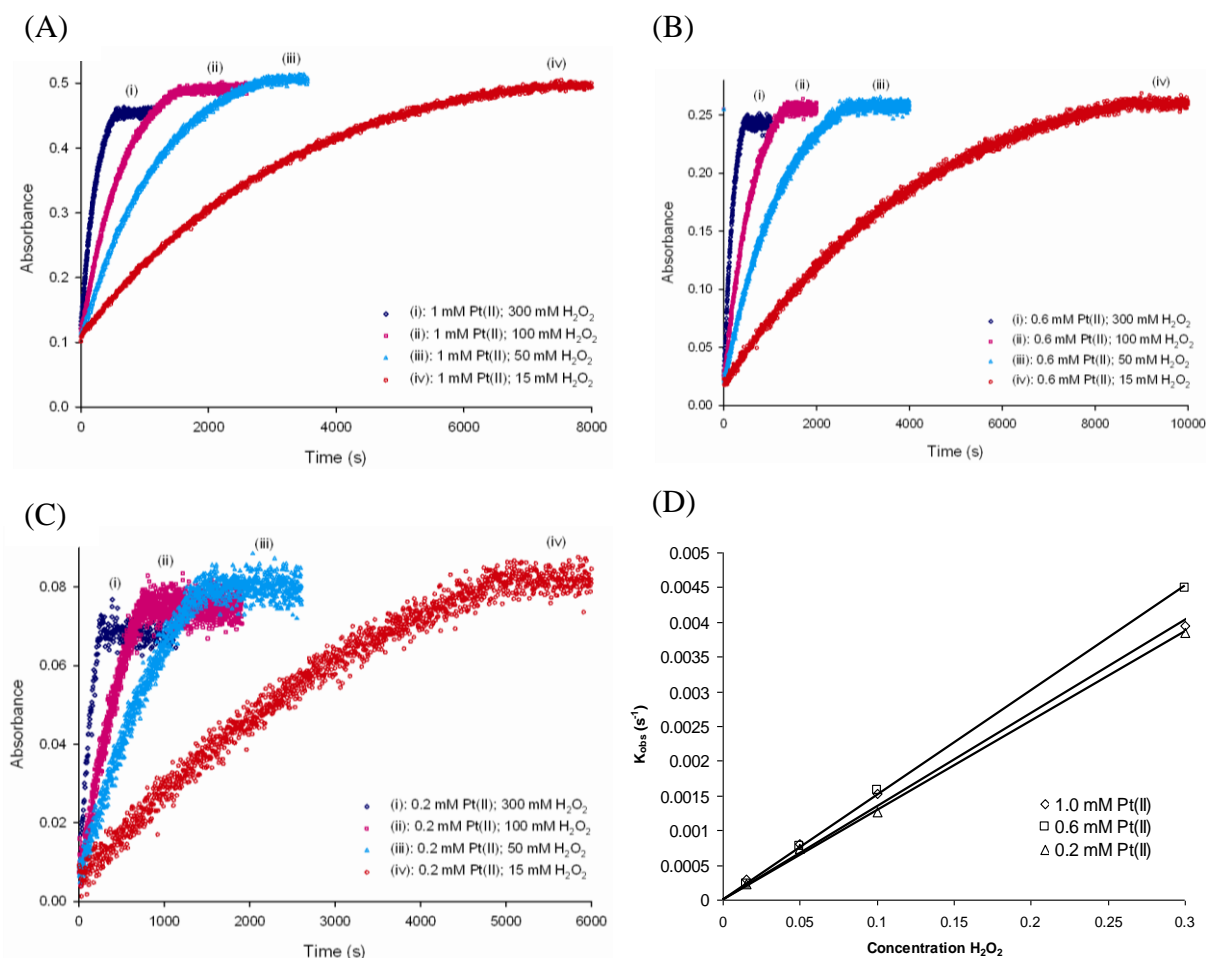 (A)
(i)
(ii)
(iii)
(iv)
0.5
0.4
0.3
0.2
0.1
0.0
Absorbance
(i): 1 mM Pt(II); 300 mM H₂O₂
(ii): 1 mM Pt(II); 100 mM H₂O₂
(iii): 1 mM Pt(II); 50 mM H₂O₂
(iv): 1 mM Pt(II); 15 mM H₂O₂
0 2000 4000 6000 8000
Time (s)
(B)
(i)
(ii)
(iii)
(iv)
0.25
0.20
0.15
0.10
0.05
0.00
Absorbance
(i): 0.6 mM Pt(II); 300 mM H₂O₂
(ii): 0.6 mM Pt(II); 100 mM H₂O₂
(iii): 0.6 mM Pt(II); 50 mM H₂O₂
(iv): 0.6 mM Pt(II); 15 mM H₂O₂
0 2000 4000 6000 8000 10000
Time (s)
(C)
(i)
(ii)
(iii)
(iv)
0.08
0.06
0.04
0.02
0.00
Absorbance
(i): 0.2 mM Pt(II); 300 mM H₂O₂
(ii): 0.2 mM Pt(II); 100 mM H₂O₂
(iii): 0.2 mM Pt(II); 50 mM H₂O₂
(iv): 0.2 mM Pt(II); 15 mM H₂O₂
0 1000 2000 3000 4000 5000 6000
Time (s)
(D)
0.005
0.0045
0.004
0.0035
0.003
0.0025
0.002
0.0015
0.001
0.0005
0
K_obs (s⁻¹)
1.0 mM Pt(II)
0.6 mM Pt(II)
0.2 mM Pt(II)
0 0.05 0.1 0.15 0.2 0.25 0.3
Concentration H₂O₂